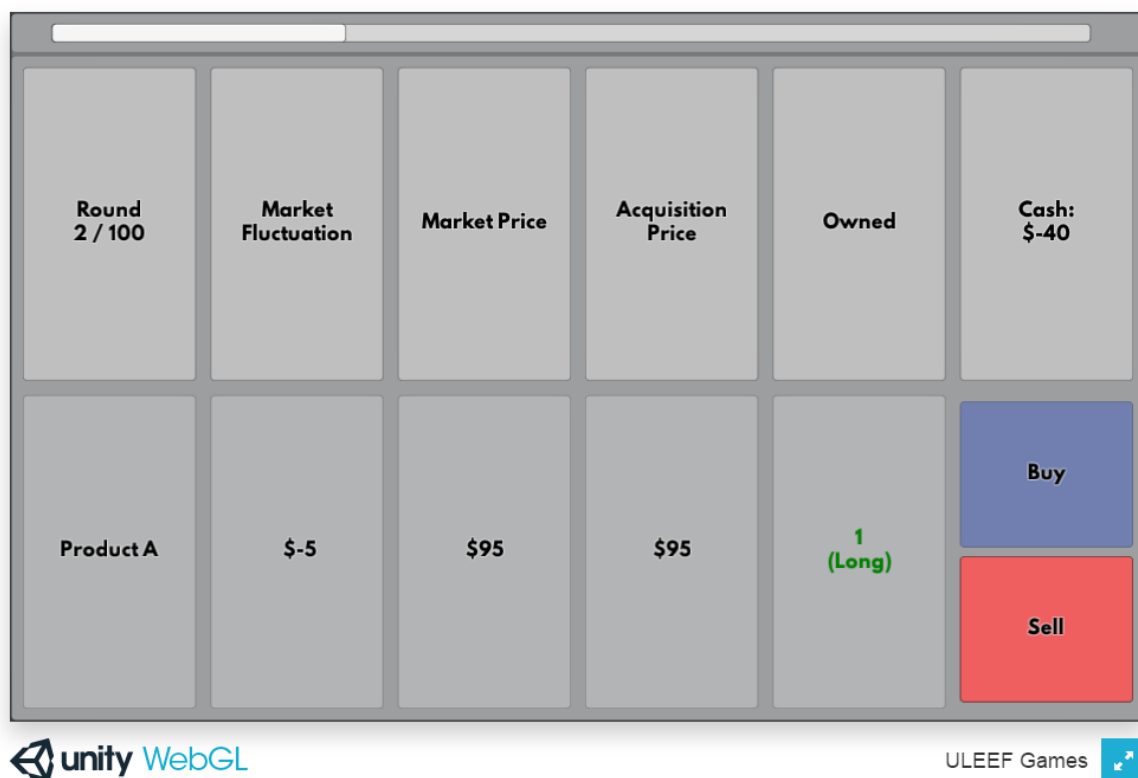 Round
2 / 100
Market
Fluctuation
Market Price
Acquisition
Price
Owned
Cash:
$-40
Product A
$-5
$95
$95
1
(Long)
Buy
Sell
unity WebGL
ULEEF Games